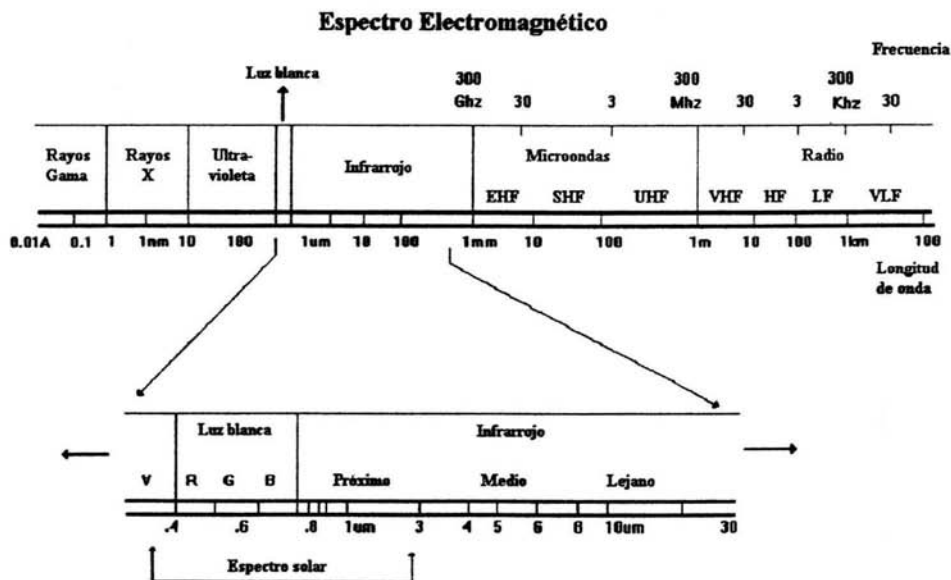 Espectro Electromagnético
Frecuencia
Luz blanca
300 300 300
Ghz 30 3 Mhz 30 3 Khz 30
Rayos Gama Rayos X Ultra-violeta Infrarrojo Microondas Radio
EHF SHF UHF VHF HF LF VLF
0.01A 0.1 1 1nm 10 100 1um 10 100 1mm 10 100 1m 10 100 1km 100
Longitud
de onda
Luz blanca Infrarrojo
V R G B Próximo Medio Lejano
.4 .6 .8 1um 3 4 5 6 8 10um 30
Espectro solar